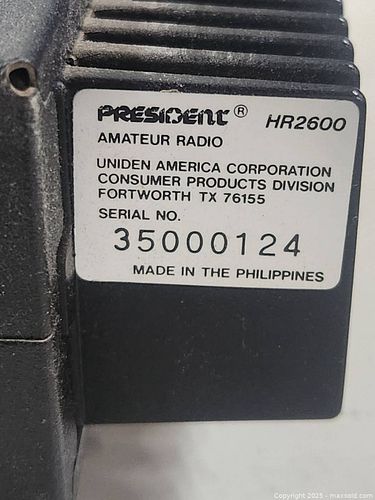 PRESIDENT® HR2600
AMATEUR RADIO
UNIDEN AMERICA CORPORATION
CONSUMER PRODUCTS DIVISION
FORTWORTH TX 76155
SERIAL NO.
35000124
MADE IN THE PHILIPPINES
Copyright 2025 - maxsold.com